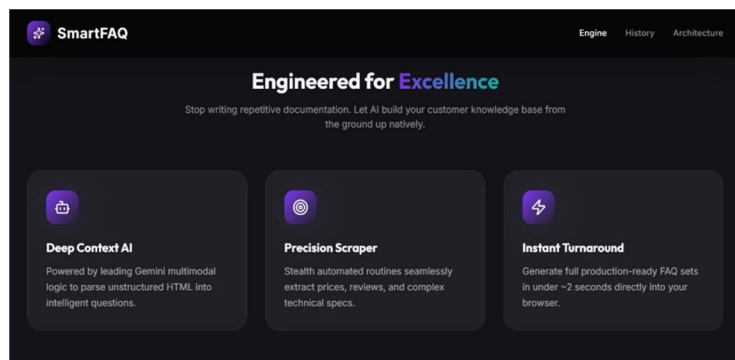 SmartFAQ
Engine History Architecture
Engineered for Excellence
Stop writing repetitive documentation. Let AI build your customer knowledge base from
the ground up natively.
Deep Context AI
Powered by leading Gemini multimodal
logic to parse unstructured HTML into
intelligent questions.
Precision Scraper
Stealth automated routines seamlessly
extract prices, reviews, and complex
technical specs.
Instant Turnaround
Generate full production-ready FAQ sets
in under ~2 seconds directly into your
browser.